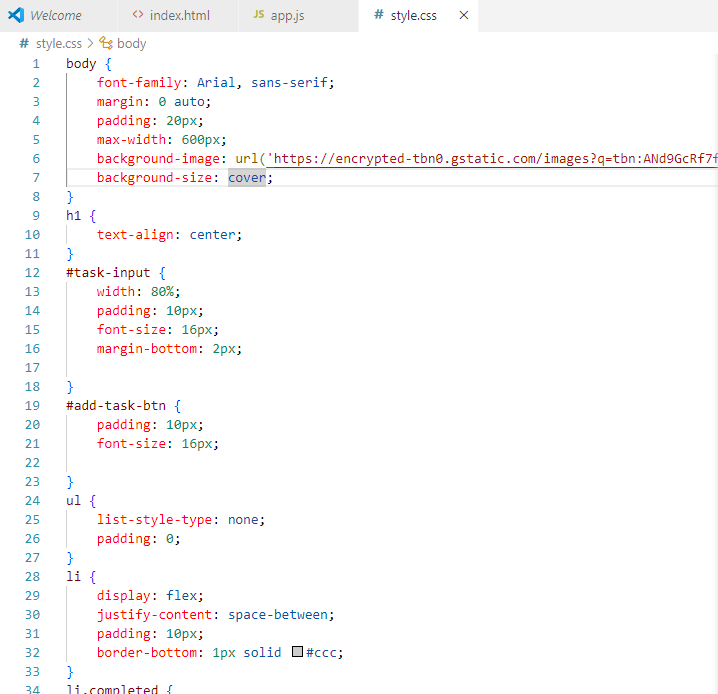 Welcome
<> index.html
JS app.js
# style.css ×
# style.css > body
1 body {
2 font-family: Arial, sans-serif;
3 margin: 0 auto;
4 padding: 20px;
5 max-width: 600px;
6 background-image: url('https://encrypted-tbn0.gstatic.com/images?q=tbn:ANd9GcRf7f
7 background-size: cover;
8 }
9 h1 {
10 text-align: center;
11 }
12 #task-input {
13 width: 80%;
14 padding: 10px;
15 font-size: 16px;
16 margin-bottom: 2px;
17
18 }
19 #add-task-btn {
20 padding: 10px;
21 font-size: 16px;
22
23 }
24 ul {
25 list-style-type: none;
26 padding: 0;
27 }
28 li {
29 display: flex;
30 justify-content: space-between;
31 padding: 10px;
32 border-bottom: 1px solid #ccc;
33 }
34 li.completed {